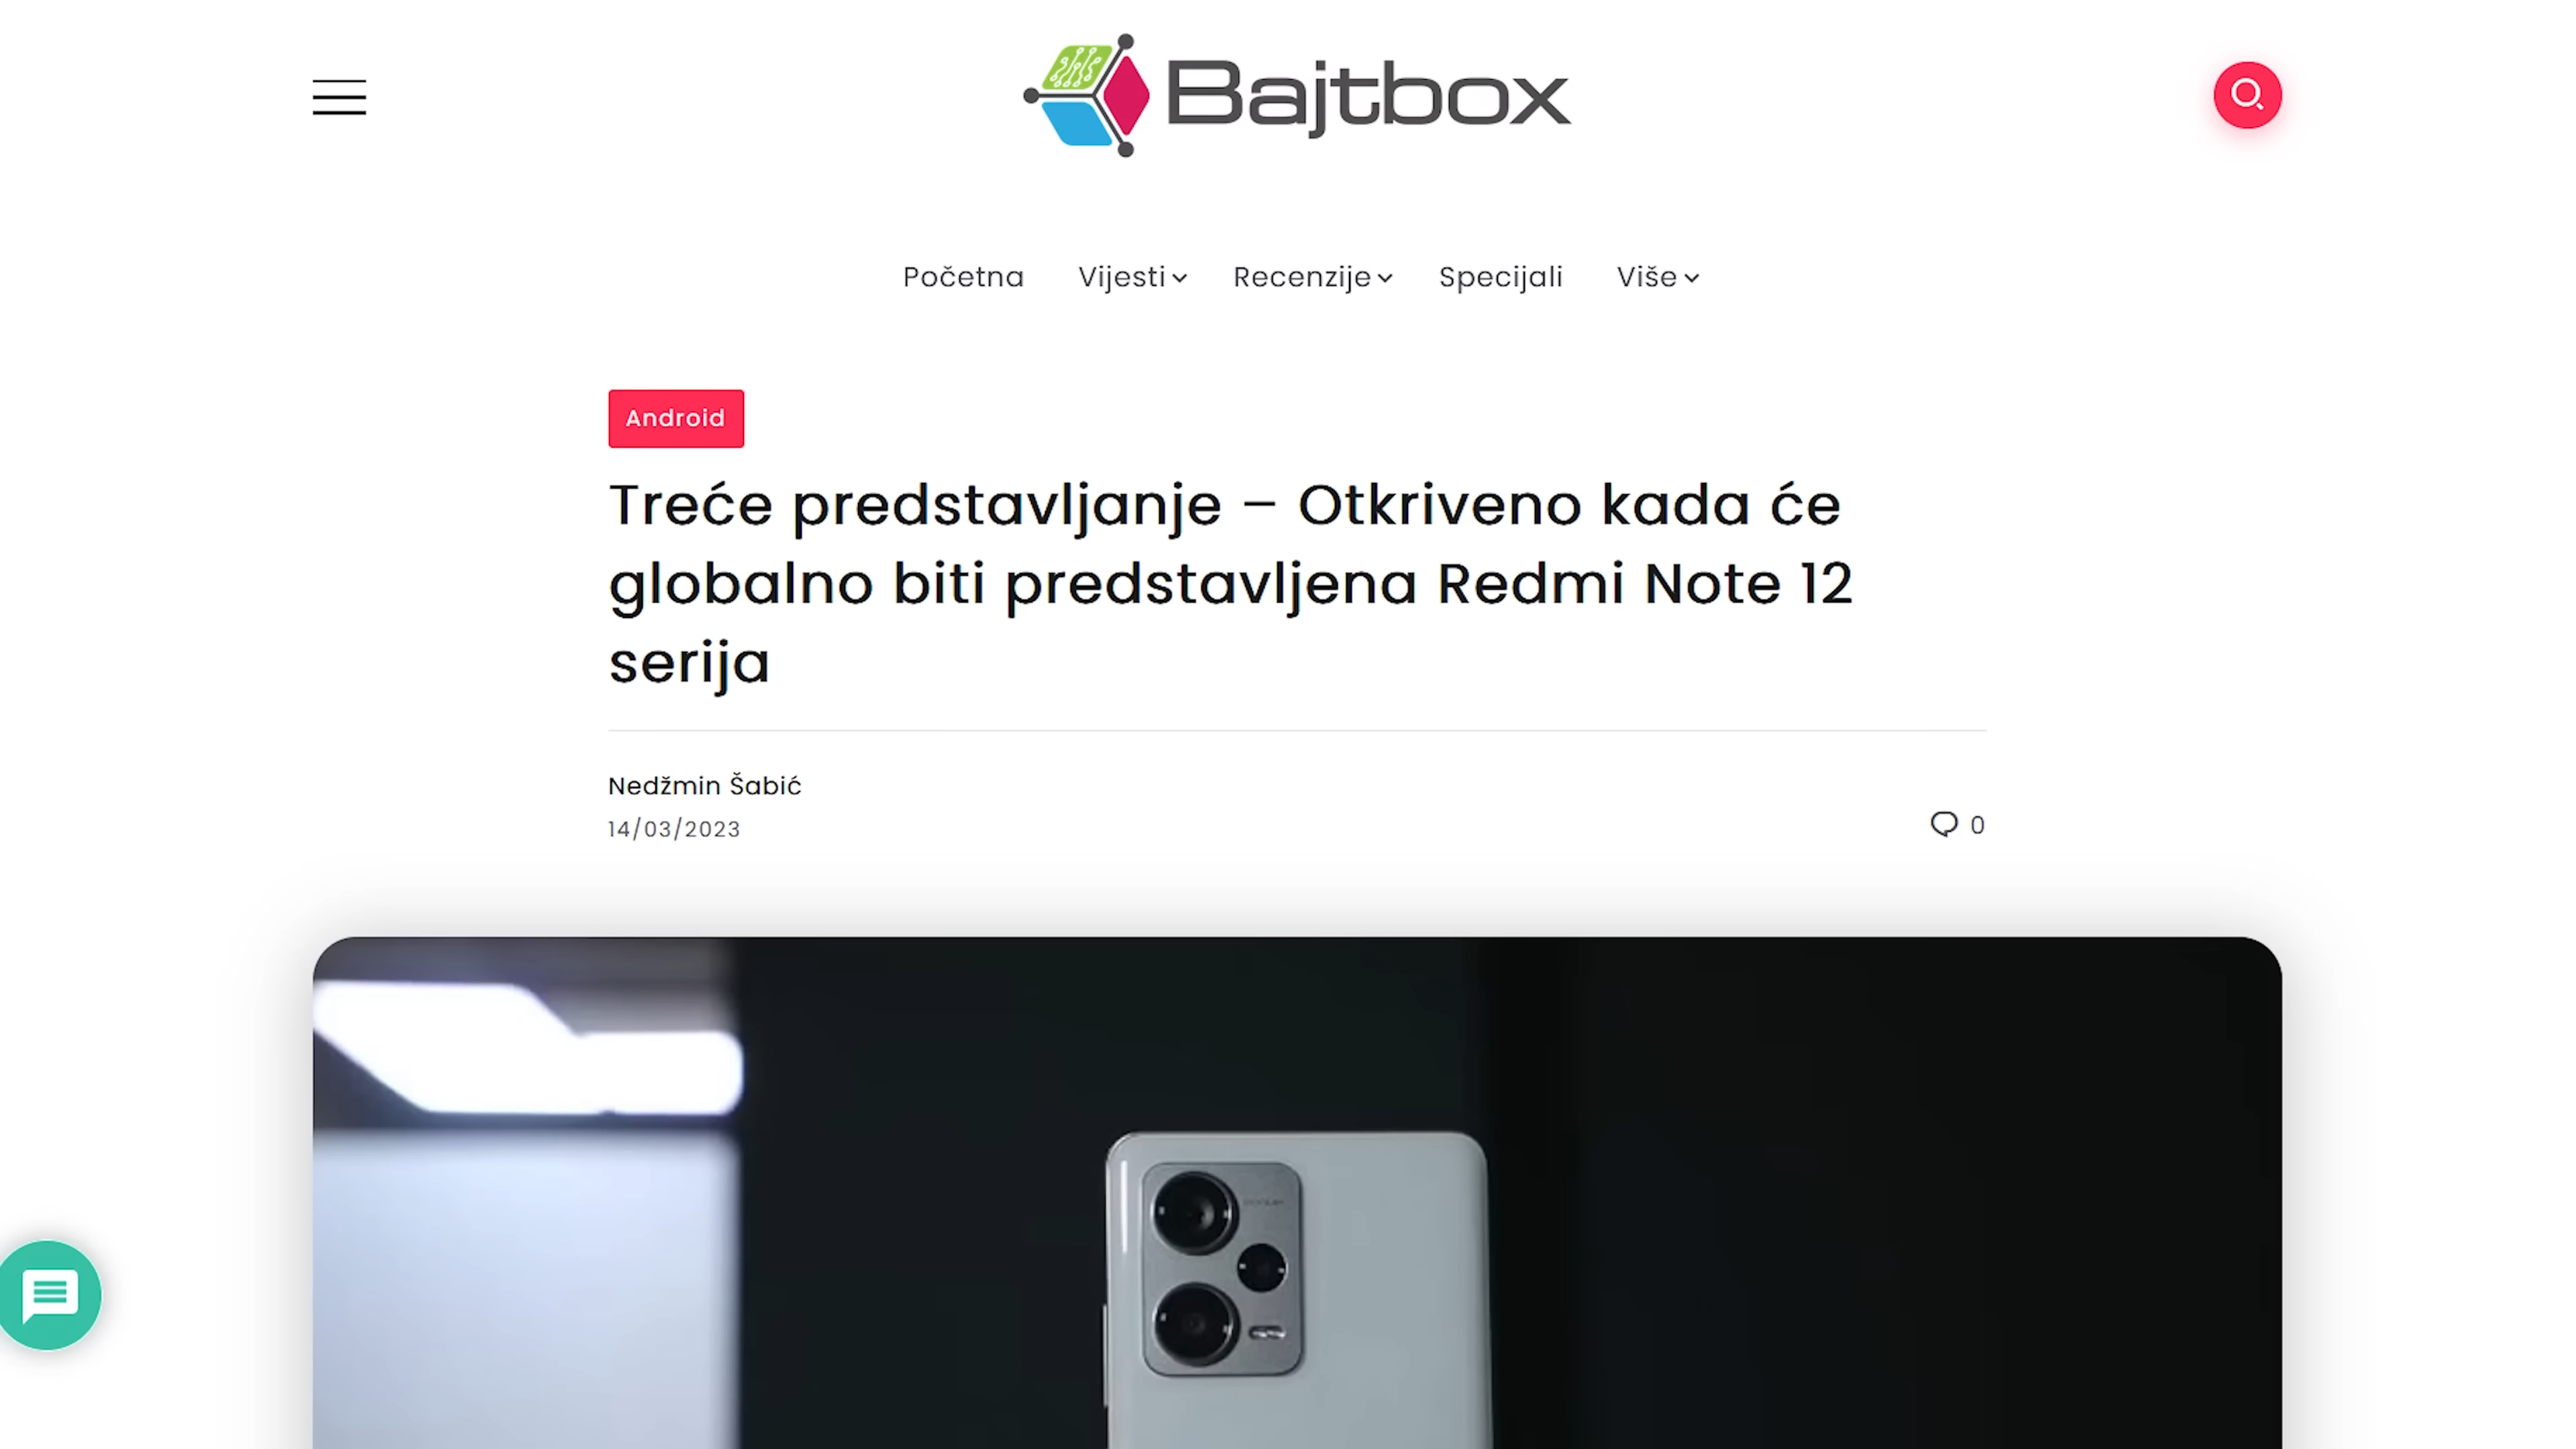 Bajtbox
Početna Vijesti Recenzije Specijali Više
Android
Treće predstavljanje – Otkriveno kada će
globalno biti predstavljena Redmi Note 12
serija
Nedžmin Šabić
14/03/2023
0